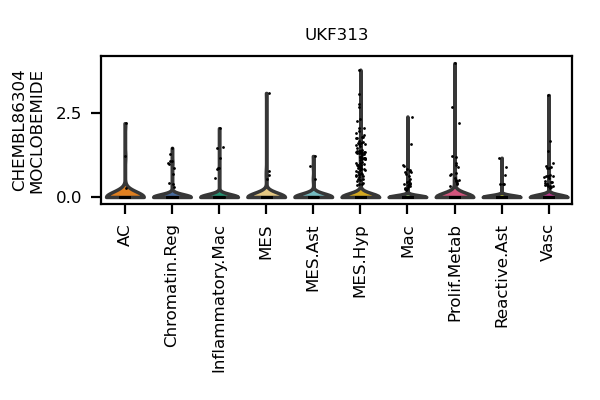 UKF313
CHEMBL86304
MOCLOBEMIDE
2.5
0.0
AC
Chromatin.Reg
Inflammatory.Mac
MES
MES.Ast
MES.Hyp
Mac
Prolif.Metab
Reactive.Ast
Vasc